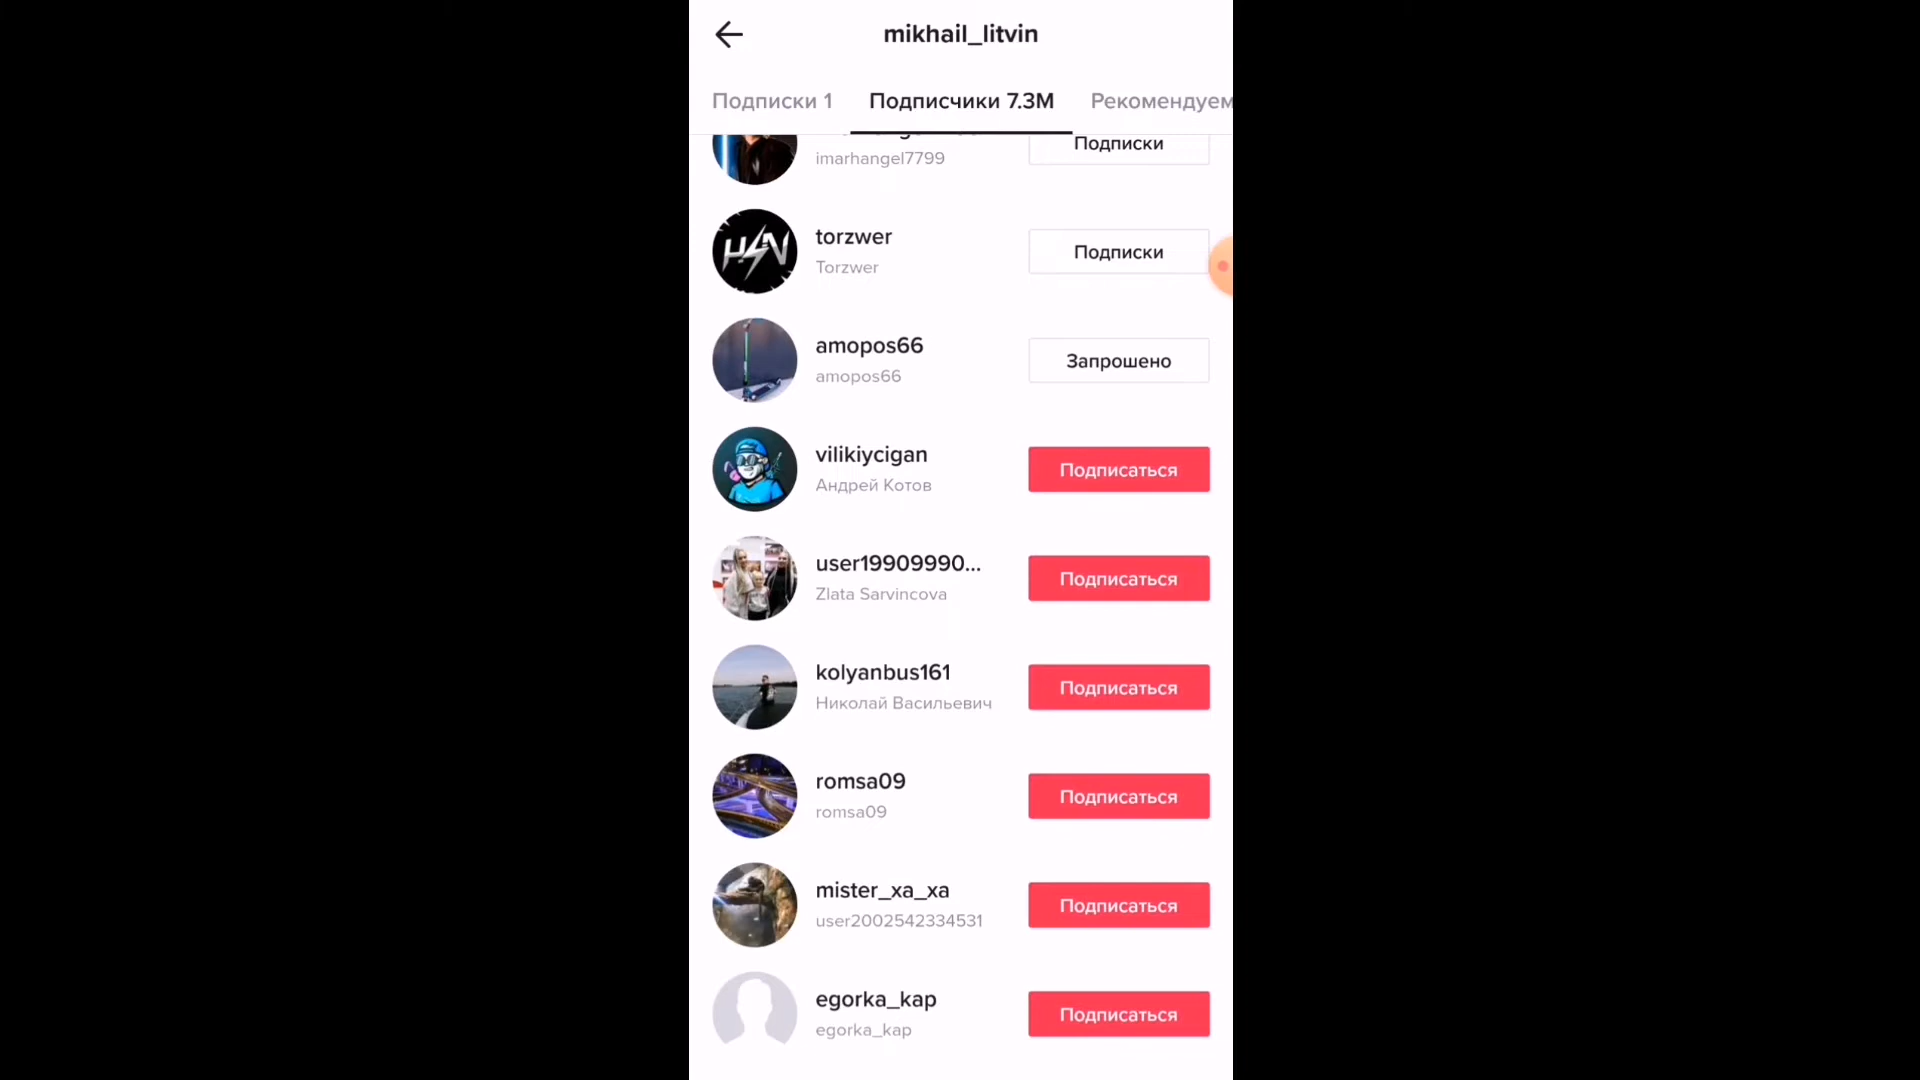 mikhail_litvin
Подписки 1 Подписчики 7.3M Рекомендуем
imarhangel7799
Подписки
torzwer
Torzwer
Подписки
amopos66
amopos66
Запрошено
vilikiycigan
Андрей Котов
Подписаться
user19909990...
Zlata Sarvincova
Подписаться
kolyanbus161
Николай Васильевич
Подписаться
romsa09
romsa09
Подписаться
mister_xa_xa
user2002542334531
Подписаться
egorka_kap
egorka_kap
Подписаться